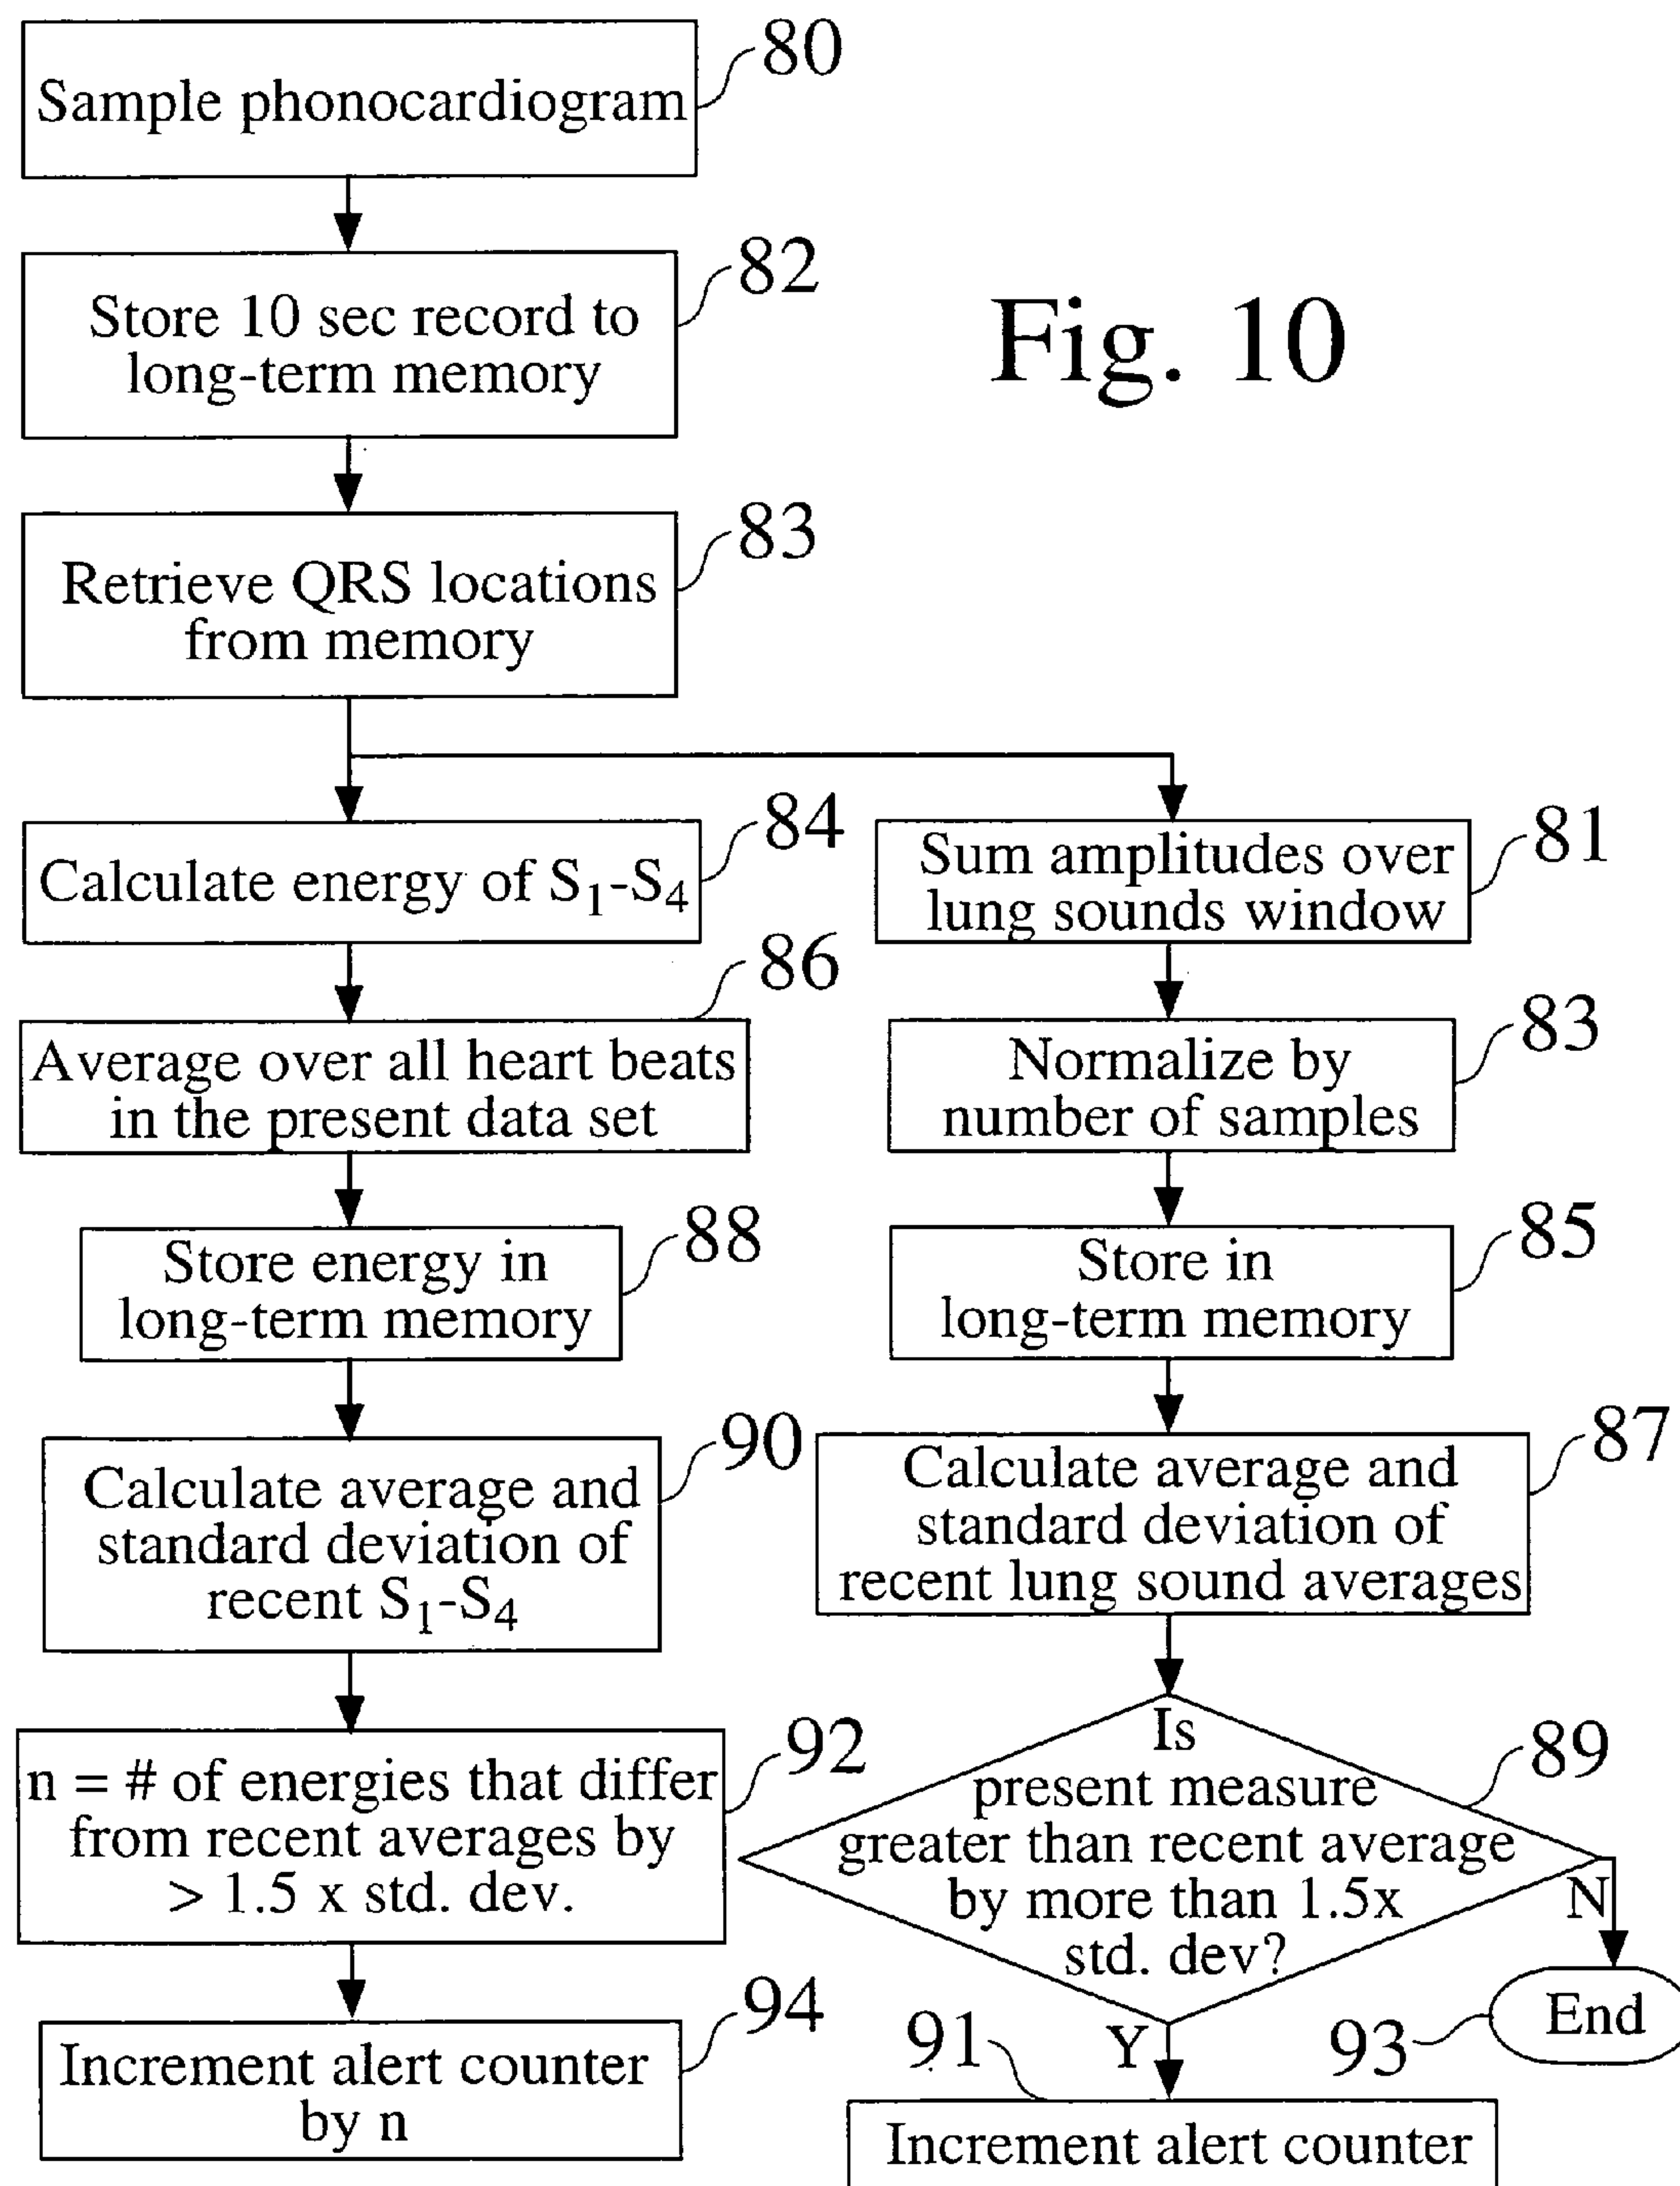 80
Sample phonocardiogram
82
Store 10 sec record to
long-term memory
Fig. 10
83
Retrieve QRS locations
from memory
84
Calculate energy of S₁-S₄
86
Average over all heart beats
in the present data set
88
Store energy in
long-term memory
90
Calculate average and
standard deviation of
recent S₁-S₄
92
n = # of energies that differ
from recent averages by
> 1.5 x std. dev.
94
Increment alert counter
by n
81
Sum amplitudes over
lung sounds window
83
Normalize by
number of samples
85
Store in
long-term memory
87
Calculate average and
standard deviation of
recent lung sound averages
89
Is
present measure
greater than recent average
by more than 1.5x
std. dev?
N
93
End
Y
91
Increment alert counter